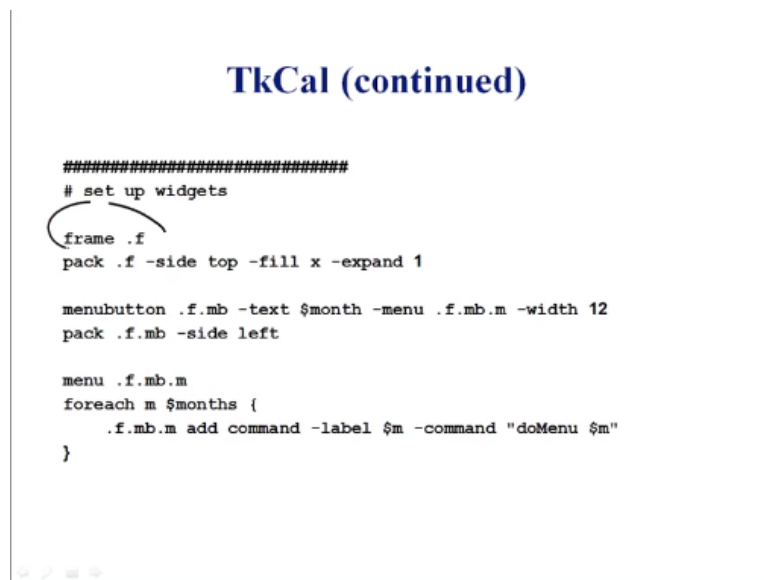 TkCal (continued)
##############################
# set up widgets
frame .f
pack .f -side top -fill x -expand 1
menubutton .f.mb -text $month -menu .f.mb.m -width 12
pack .f.mb -side left
menu .f.mb.m
foreach m $months {
.f.mb.m add command -label $m -command "doMenu $m"
}